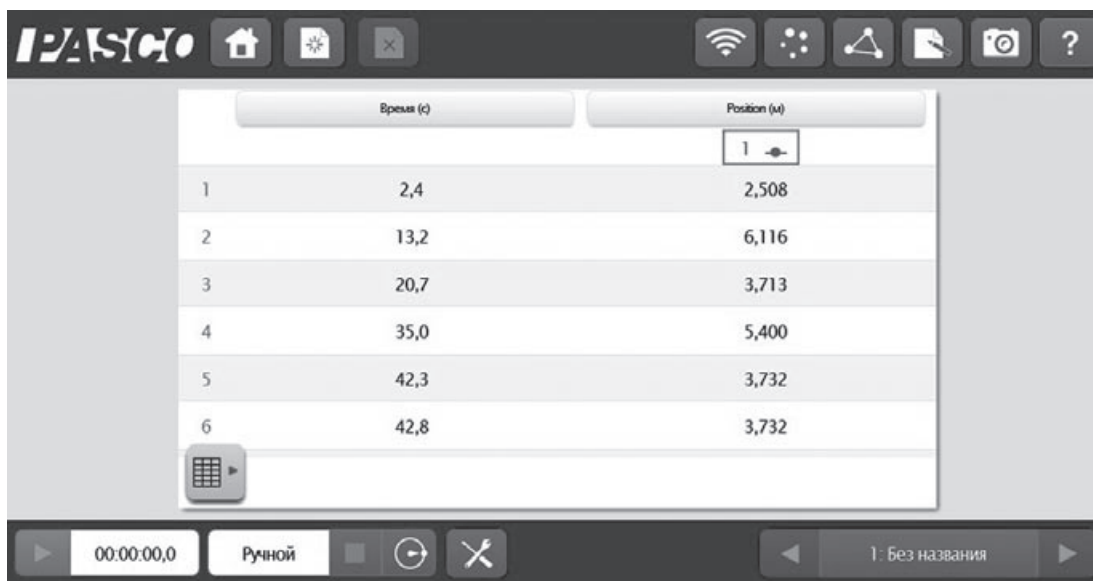 PASCO ?
Время (с) Position (м)
1
1 2,4 2,508
2 13,2 6,116
3 20,7 3,713
4 35,0 5,400
5 42,3 3,732
6 42,8 3,732
00:00:00,0 Ручной 1: Без названия